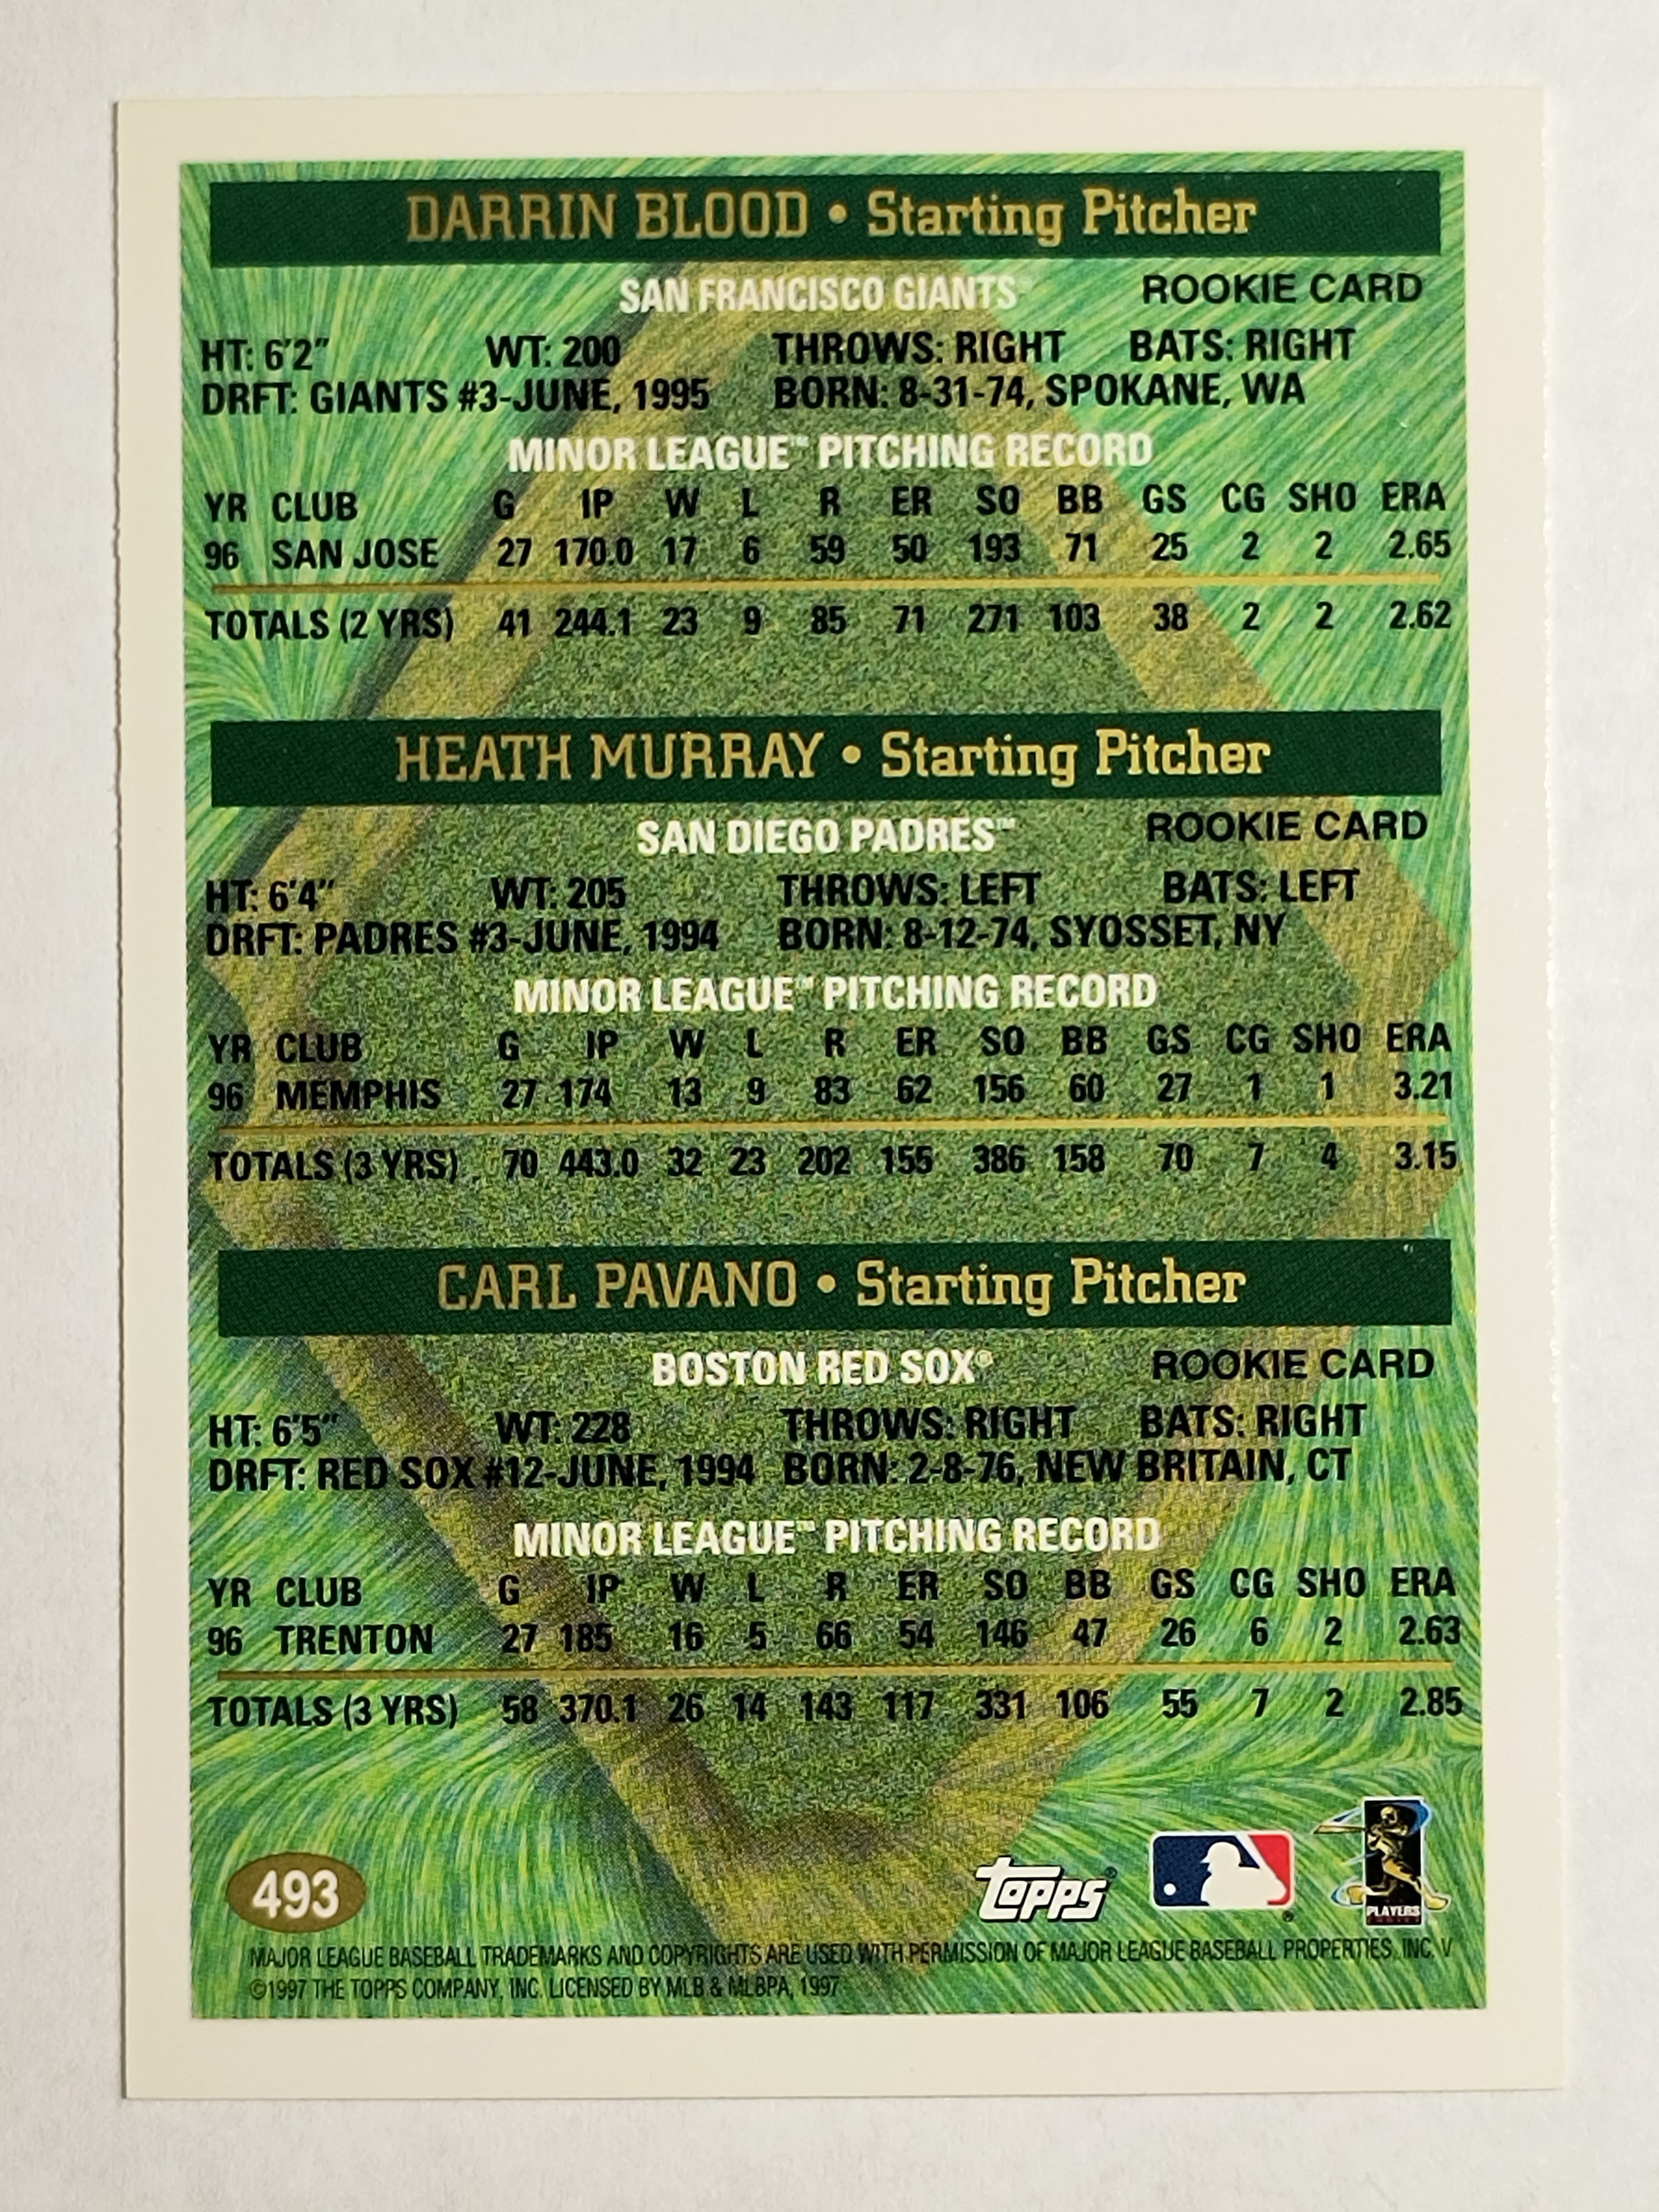 DARRIN BLOOD • Starting Pitcher
SAN FRANCISCO GIANTS ROOKIE CARD
HT: 6'2" WT: 200 THROWS: RIGHT BATS: RIGHT
DRFT: GIANTS #3-JUNE, 1995 BORN: 8-31-74, SPOKANE, WA
MINOR LEAGUE™ PITCHING RECORD
YR CLUB G IP W L R ER SO BB GS CG SHO ERA
96 SAN JOSE 27 170.0 17 6 59 50 193 71 25 2 2 2.65
TOTALS (2 YRS) 41 244.1 23 9 85 71 271 103 38 2 2 2.62
HEATH MURRAY • Starting Pitcher
SAN DIEGO PADRES™ ROOKIE CARD
HT: 6'4" WT: 205 THROWS: LEFT BATS: LEFT
DRFT: PADRES #3-JUNE, 1994 BORN: 8-12-74, SYOSSET, NY
MINOR LEAGUE™ PITCHING RECORD
YR CLUB G IP W L R ER SO BB GS CG SHO ERA
96 MEMPHIS 27 174 13 9 83 62 156 60 27 1 1 3.21
TOTALS (3 YRS) 70 443.0 32 23 202 155 386 158 70 7 4 3.15
CARL PAVANO • Starting Pitcher
BOSTON RED SOX® ROOKIE CARD
HT: 6'5" WT: 228 THROWS: RIGHT BATS: RIGHT
DRFT: RED SOX #12-JUNE, 1994 BORN: 2-8-76, NEW BRITAIN, CT
MINOR LEAGUE™ PITCHING RECORD
YR CLUB G IP W L R ER SO BB GS CG SHO ERA
96 TRENTON 27 185 16 5 66 54 146 47 26 6 2 2.63
TOTALS (3 YRS) 58 370.1 26 14 143 117 331 106 55 7 2 2.85
493 Topps® PLAYERS
MAJOR LEAGUE BASEBALL TRADEMARKS AND COPYRIGHTS ARE USED WITH PERMISSION OF MAJOR LEAGUE BASEBALL PROPERTIES, INC. V
©1997 THE TOPPS COMPANY, INC. LICENSED BY MLB & MLBPA, 1997